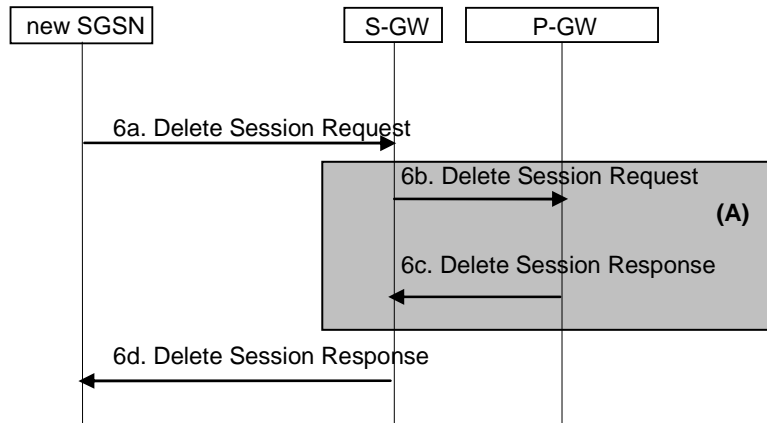 new SGSN
S-GW
P-GW
6a. Delete Session Request
6b. Delete Session Request
(A)
6c. Delete Session Response
6d. Delete Session Response